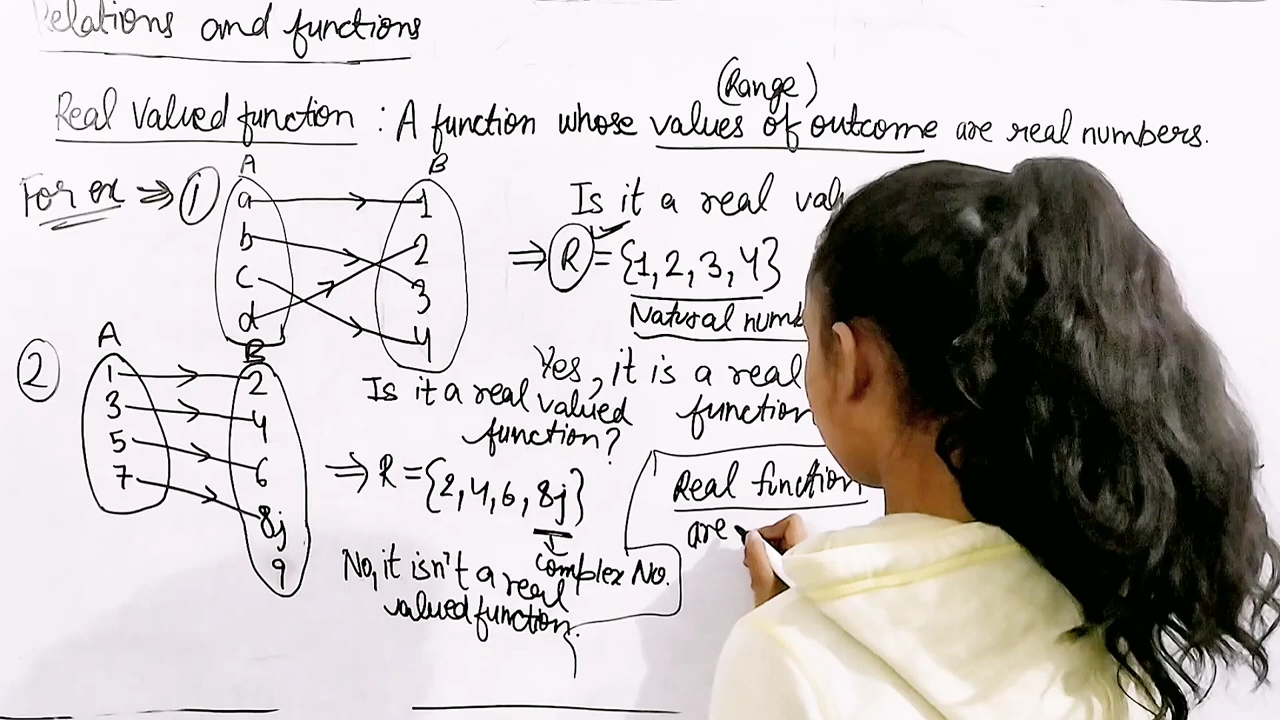 Relations and functions
(Range)
Real Valued function : A function whose values of outcome are real numbers.
For ex ⇒ 1
A B
a 1
b 2
c 3
d 4
Is it a real
⇒ R = {1, 2, 3, 4}
Natural
Yes, it is a real
function
2
A B
1 2
3 4
5 6
7 8j
9
Is it a real valued
function?
⇒ R = {2, 4, 6, 8j}
Complex No.
No, it isn't a real
valued function.
Real function
are